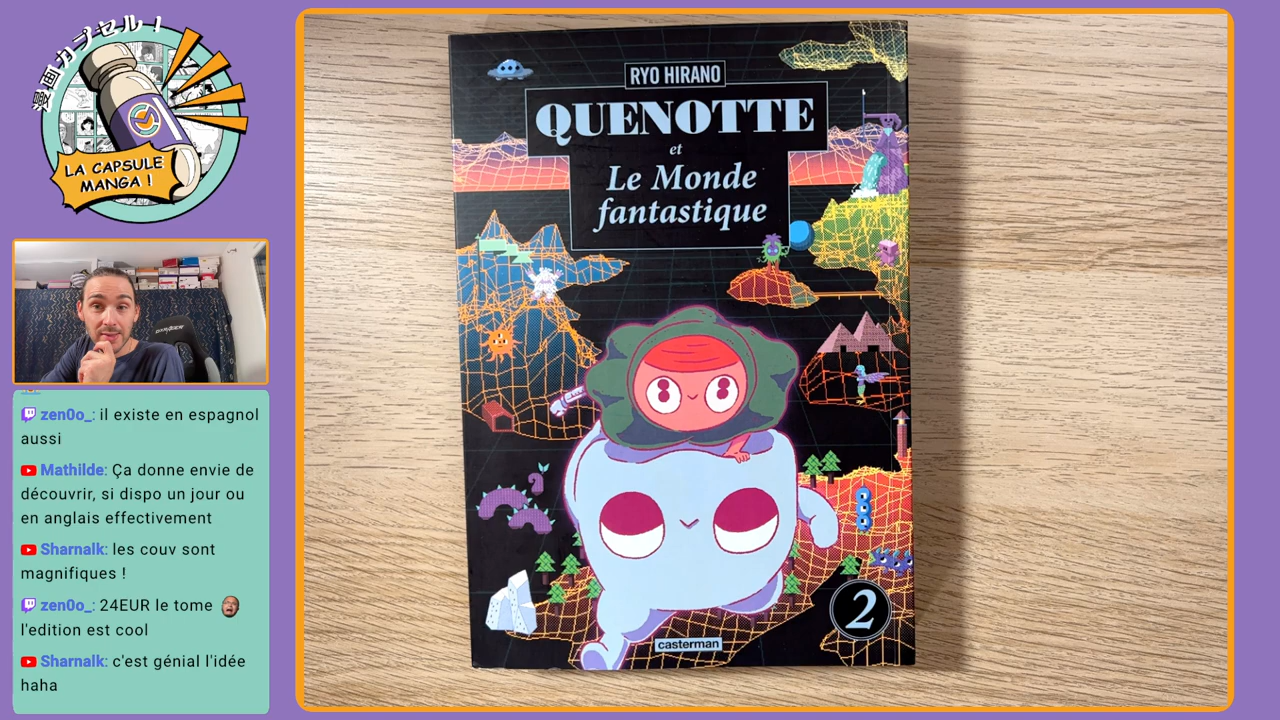 漫画カプセル!
LA CAPSULE
MANGA !
zen0o_: il existe en espagnol
aussi
Mathilde: Ça donne envie de
découvrir, si dispo un jour ou
en anglais effectivement
Sharnalk: les couv sont
magnifiques !
zen0o_: 24EUR le tome
l'edition est cool
Sharnalk: c'est génial l'idée
haha
RYO HIRANO
QUENOTTE
et
Le Monde
fantastique
2
casterman